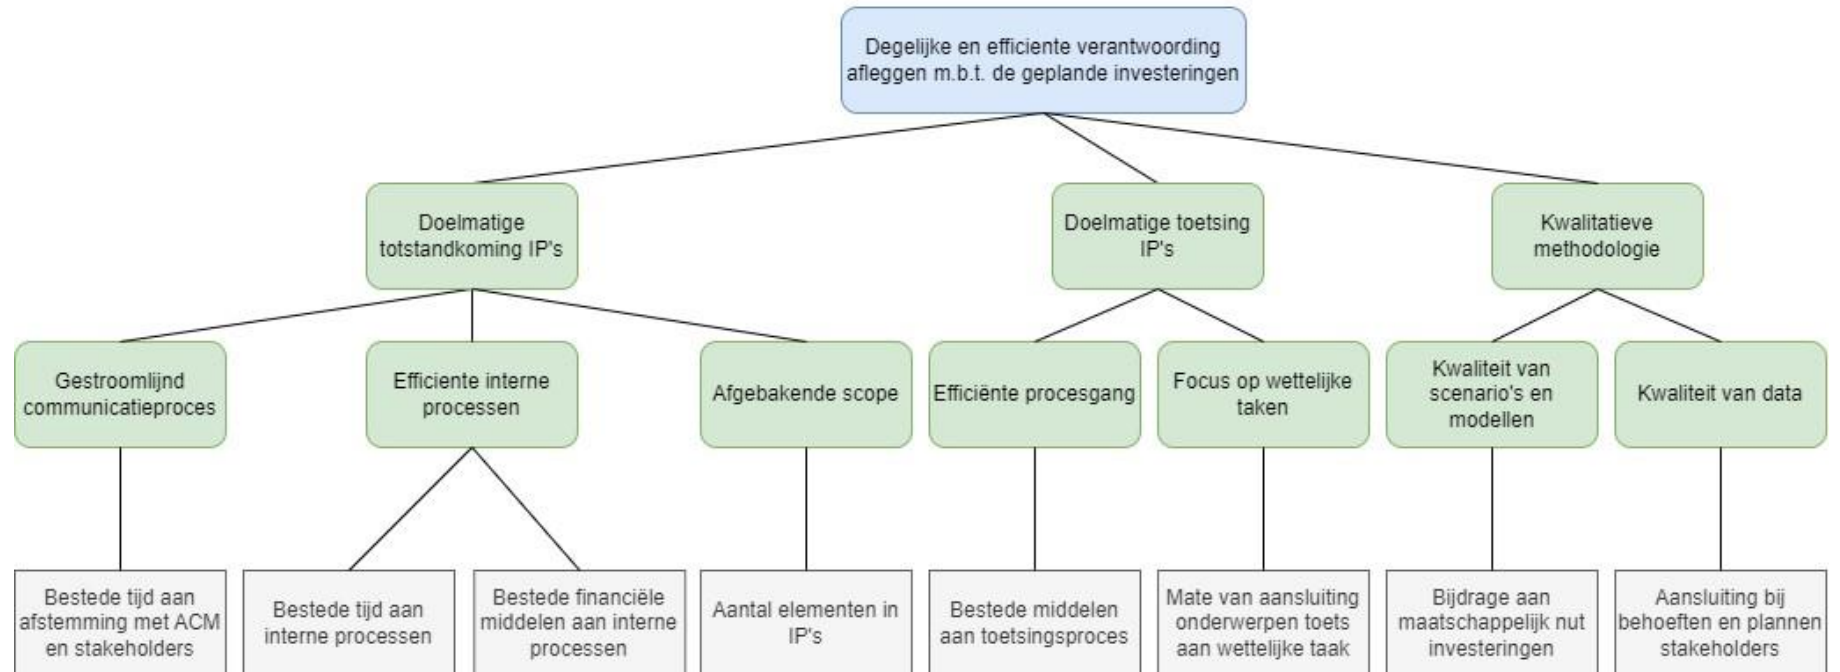 Degelijke en efficiente verantwoording
afleggen m.b.t. de geplande investeringen
Doelmatige
totstandkoming IP's
Doelmatige toetsing
IP's
Kwalitatieve
methodologie
Gestroomlijnd
communicatieproces
Efficiente interne
processen
Afgebakende scope
Efficiënte procesgang
Focus op wettelijke
taken
Kwaliteit van
scenario's en
modellen
Kwaliteit van data
Bestede tijd aan
afstemming met ACM
en stakeholders
Bestede tijd aan
interne processen
Bestede financiële
middelen aan interne
processen
Aantal elementen in
IP's
Bestede middelen
aan toetsingsproces
Mate van aansluiting
onderwerpen toets
aan wettelijke taak
Bijdrage aan
maatschappelijk nut
investeringen
Aansluiting bij
behoeften en plannen
stakeholders